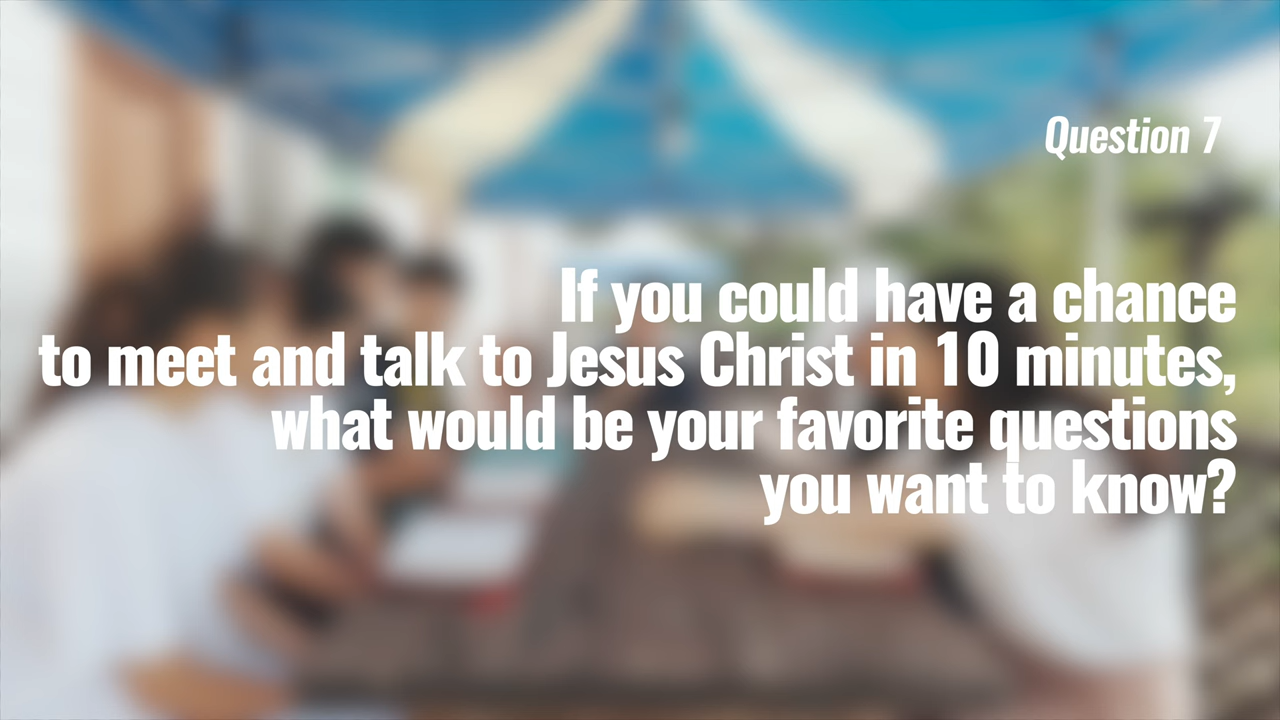 Question 7
If you could have a chance
to meet and talk to Jesus Christ in 10 minutes,
what would be your favorite questions
you want to know?